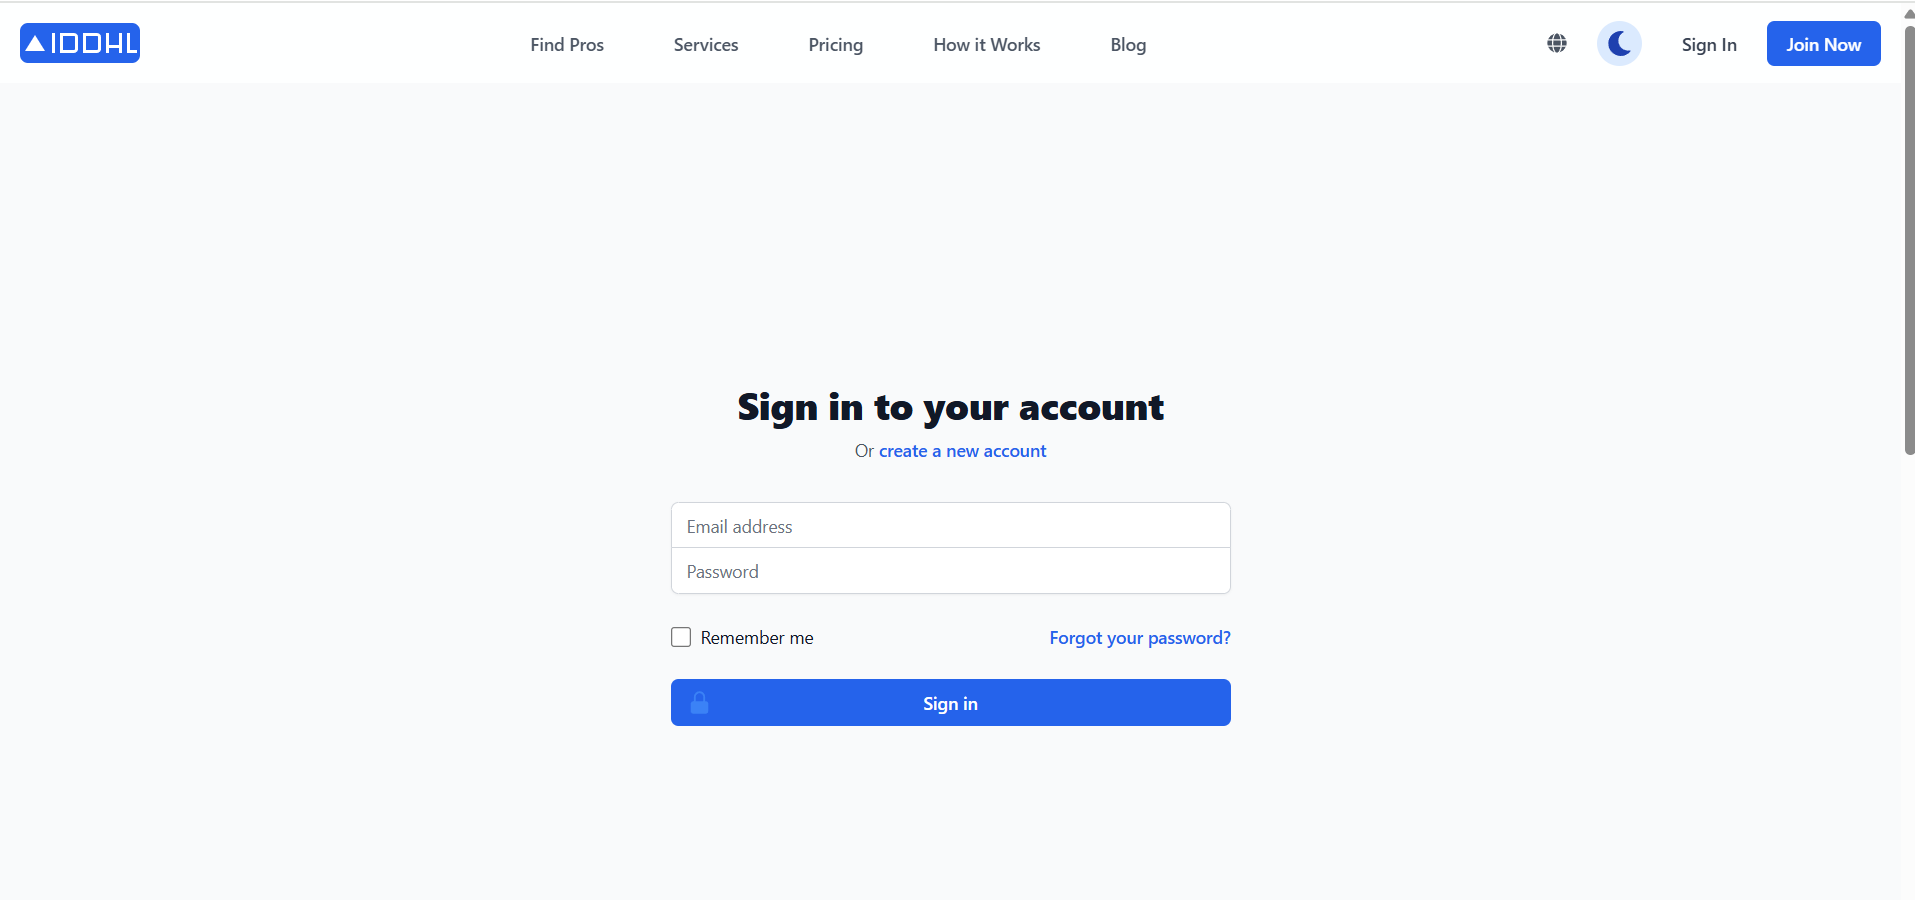 AIDDHL
Find Pros
Services
Pricing
How it Works
Blog
Sign In
Join Now
Sign in to your account
Or create a new account
Email address
Password
Remember me
Forgot your password?
Sign in